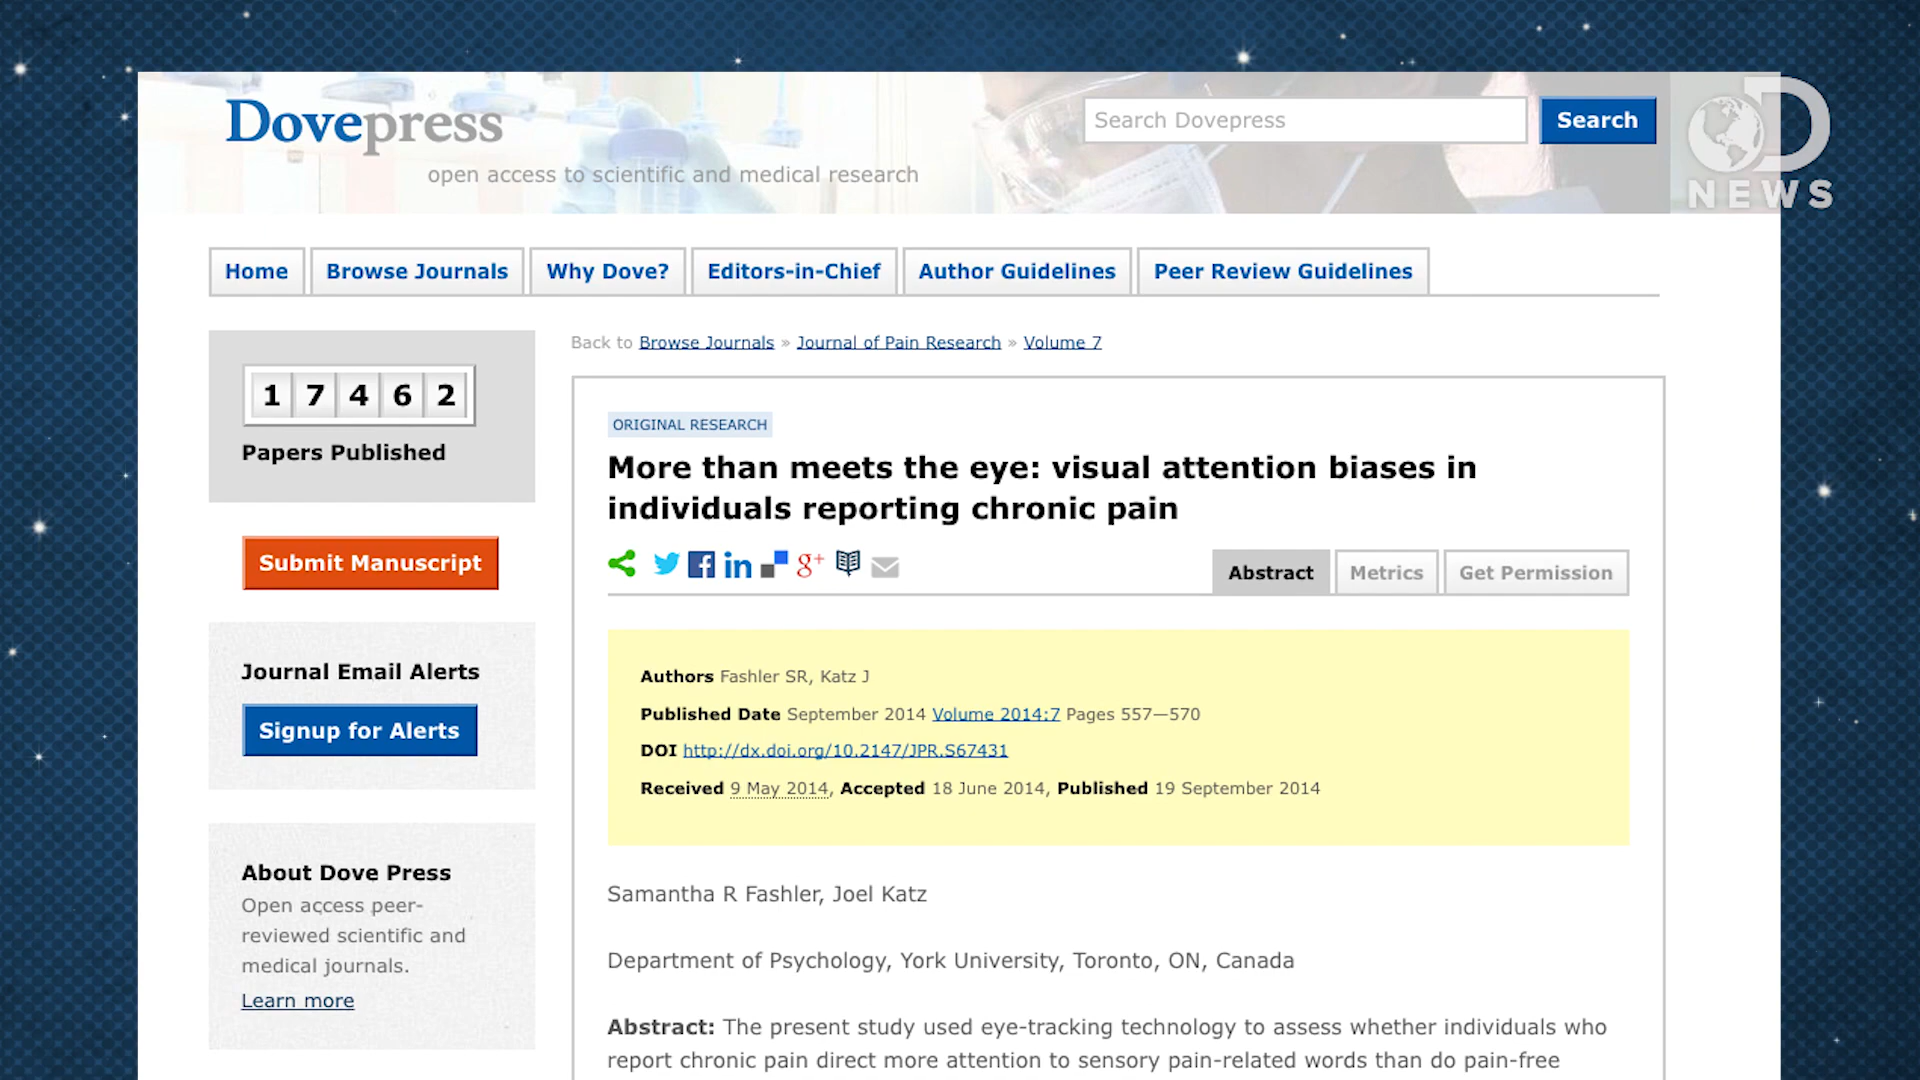 Dovepress
open access to scientific and medical research
Search Dovepress
Search
D
NEWS
Home
Browse Journals
Why Dove?
Editors-in-Chief
Author Guidelines
Peer Review Guidelines
17462
Papers Published
Submit Manuscript
Journal Email Alerts
Signup for Alerts
About Dove Press
Open access peer-
reviewed scientific and
medical journals.
Learn more
Back to Browse Journals » Journal of Pain Research » Volume 7
ORIGINAL RESEARCH
More than meets the eye: visual attention biases in
individuals reporting chronic pain
Abstract
Metrics
Get Permission
Authors Fashler SR, Katz J
Published Date September 2014 Volume 2014:7 Pages 557—570
DOI http://dx.doi.org/10.2147/JPR.S67431
Received 9 May 2014, Accepted 18 June 2014, Published 19 September 2014
Samantha R Fashler, Joel Katz
Department of Psychology, York University, Toronto, ON, Canada
Abstract: The present study used eye-tracking technology to assess whether individuals who
report chronic pain direct more attention to sensory pain-related words than do pain-free